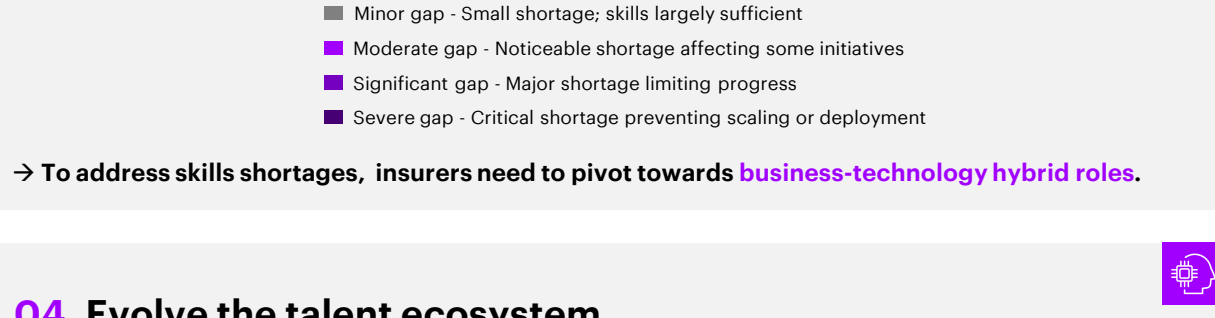 Minor gap - Small shortage; skills largely sufficient
Moderate gap - Noticeable shortage affecting some initiatives
Significant gap - Major shortage limiting progress
Severe gap - Critical shortage preventing scaling or deployment
→ To address skills shortages, insurers need to pivot towards business-technology hybrid roles.
04 Evolve the talent ecosystem